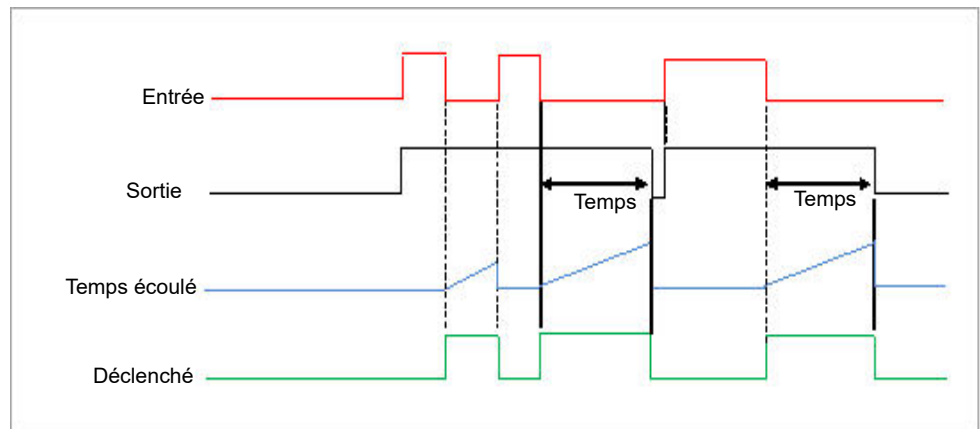 Entrée
Sortie
Temps
Temps
Temps écoulé
Déclenché